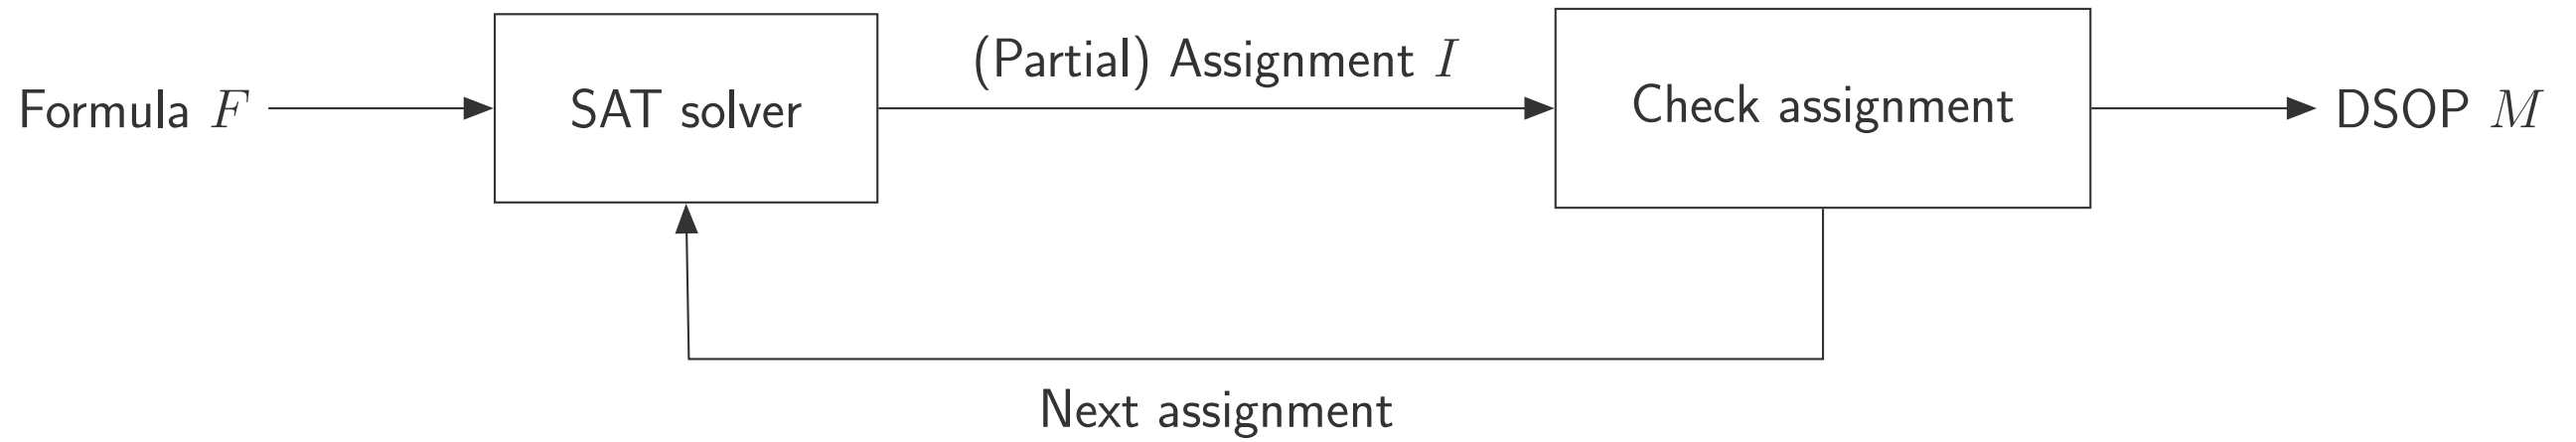 Formula F
SAT solver
(Partial) Assignment I
Check assignment
DSOP M
Next assignment